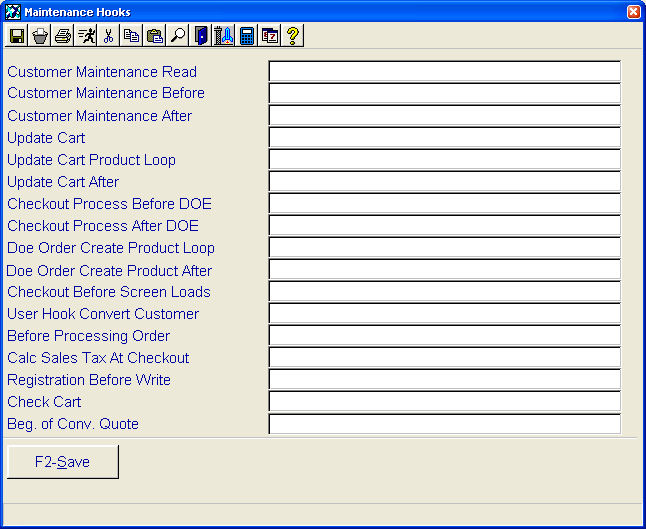 Maintenance Hooks
Customer Maintenance Read
Customer Maintenance Before
Customer Maintenance After
Update Cart
Update Cart Product Loop
Update Cart After
Checkout Process Before DOE
Checkout Process After DOE
Doe Order Create Product Loop
Doe Order Create Product After
Checkout Before Screen Loads
User Hook Convert Customer
Before Processing Order
Calc Sales Tax At Checkout
Registration Before Write
Check Cart
Beg. of Conv. Quote
F2-Save